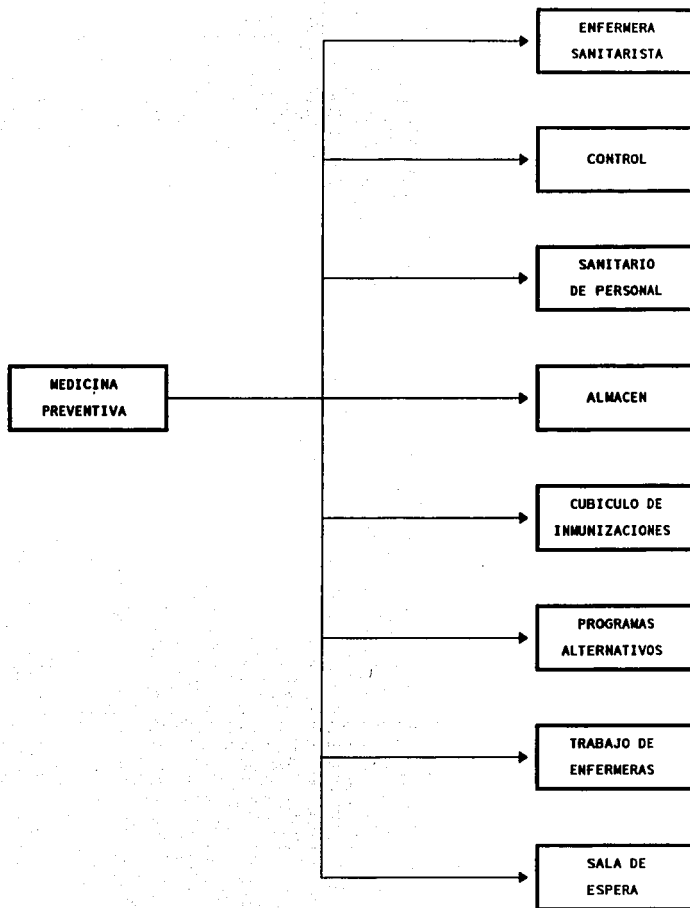 ENFERMERA
SANITARISTA
CONTROL
SANITARIO
DE PERSONAL
MEDICINA
PREVENTIVA
ALMACEN
CUBICULO DE
INMUNIZACIONES
PROGRAMAS
ALTERNATIVOS
TRABAJO DE
ENFERMERAS
SALA DE
ESPERA